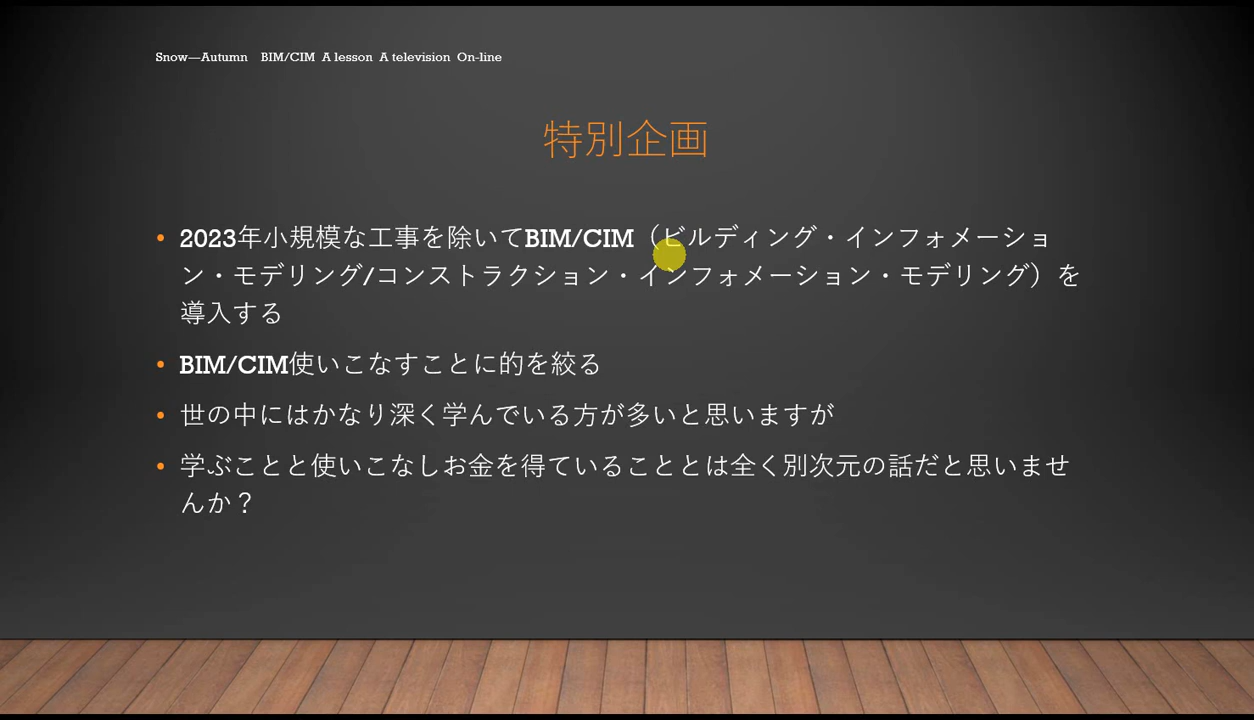 Snow—Autumn BIM/CIM A lesson A television On-line
特別企画
• 2023年小規模な工事を除いてBIM/CIM（ビルディング・インフォメーショ
ン・モデリング/コンストラクション・インフォメーション・モデリング）を
導入する
• BIM/CIM使いこなすことに的を絞る
• 世の中にはかなり深く学んでいる方が多いと思いますが
• 学ぶことと使いこなしお金を得ていることとは全く別次元の話だと思いませ
んか？